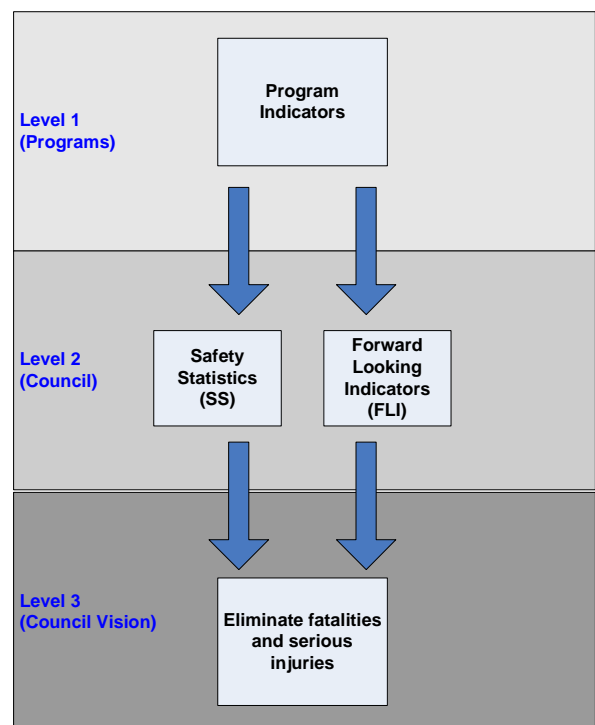 Program
Indicators
Level 1
(Programs)
Level 2
(Council)
Safety
Statistics
(SS)
Forward
Looking
Indicators
(FLI)
Level 3
(Council Vision)
Eliminate fatalities
and serious
injuries